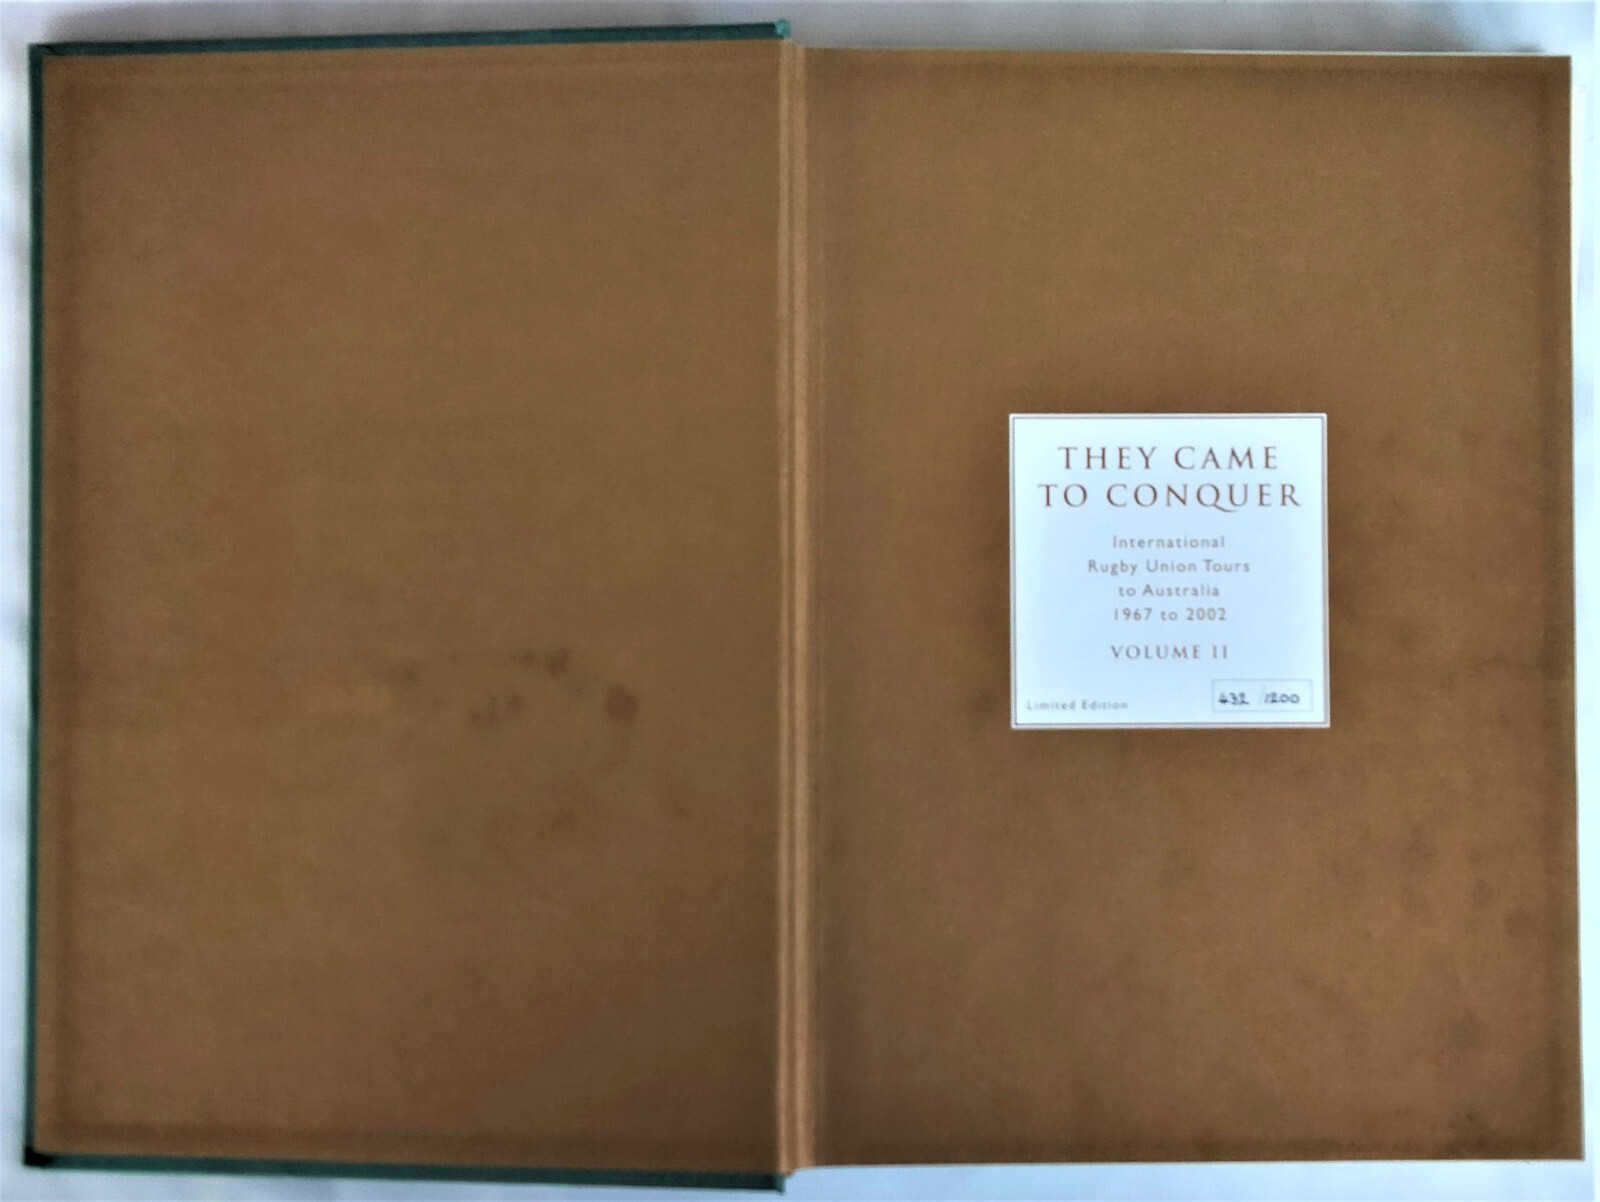 THEY CAME
TO CONQUER
International
Rugby Union Tours
to Australia
1967 to 2002
VOLUME II
Limited Edition 432 /1200